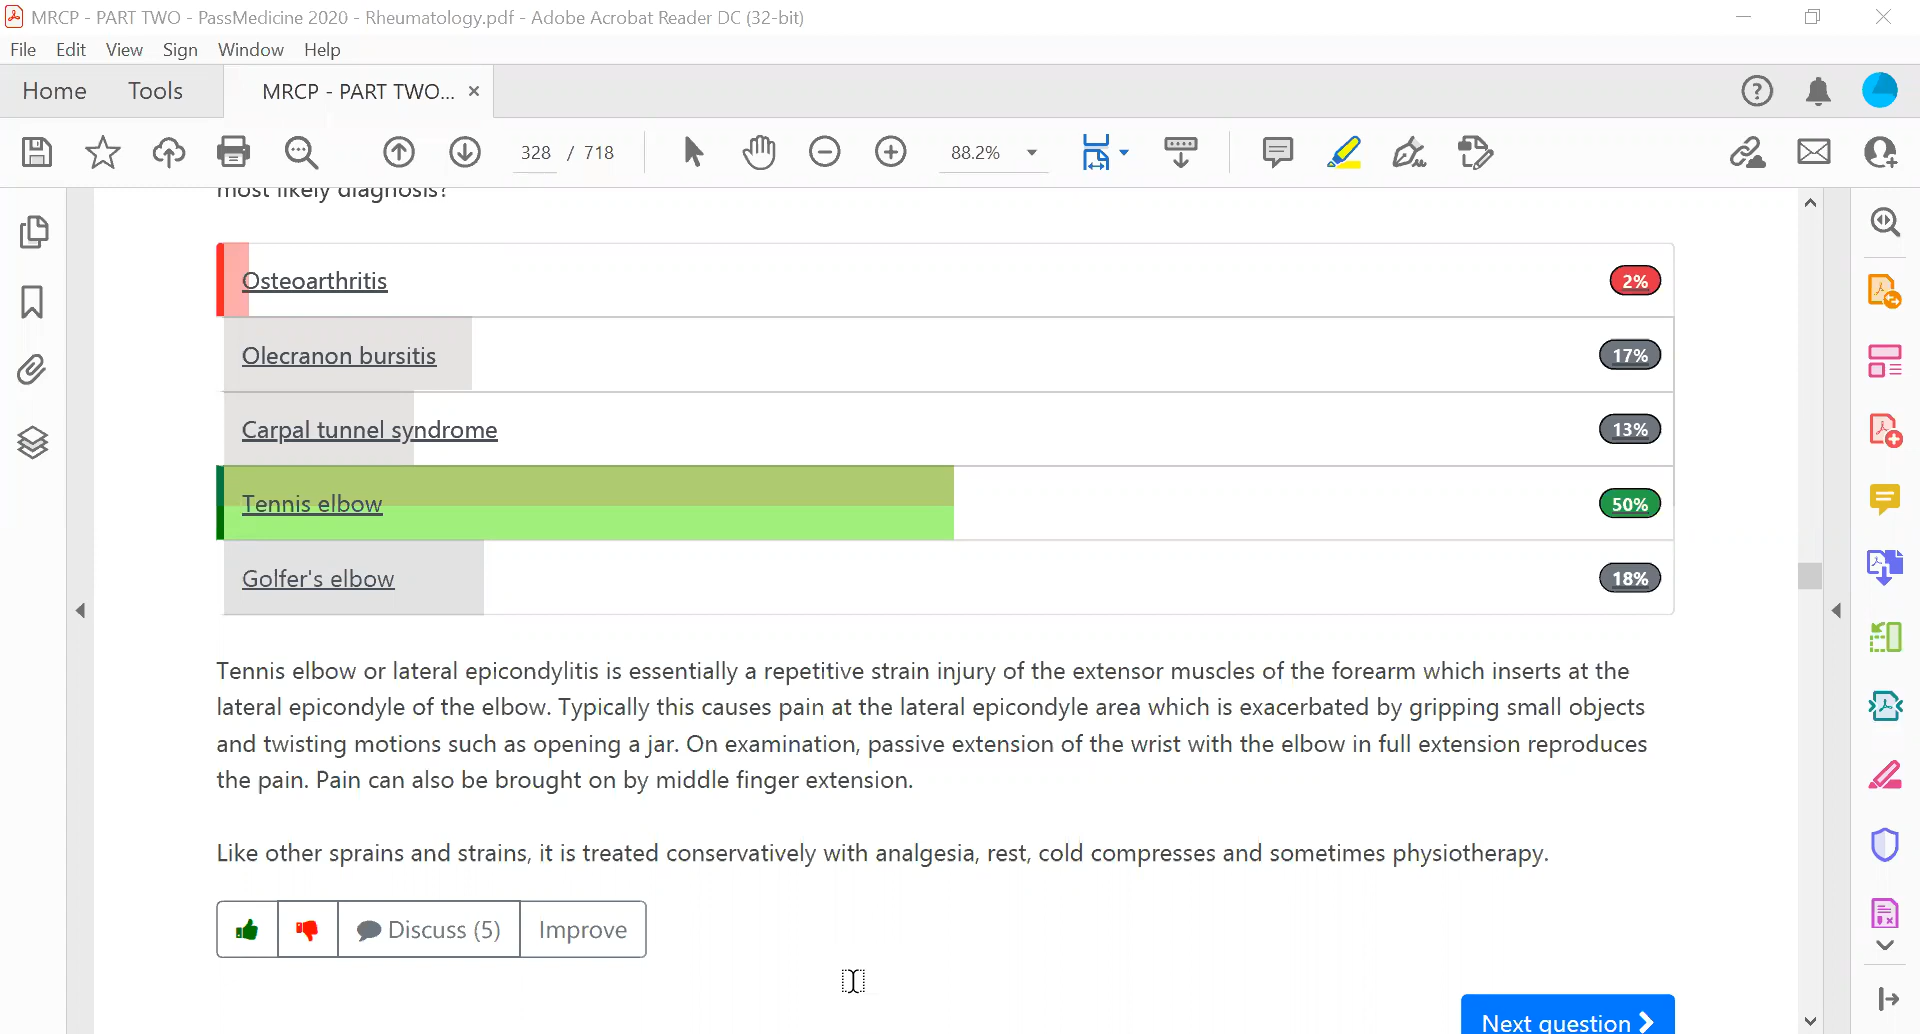 MRCP - PART TWO - PassMedicine 2020 - Rheumatology.pdf - Adobe Acrobat Reader DC (32-bit)
File Edit View Sign Window Help
Home Tools MRCP - PART TWO... ×
328 / 718 88.2%
most likely diagnosis?
Osteoarthritis 2%
Olecranon bursitis 17%
Carpal tunnel syndrome 13%
Tennis elbow 50%
Golfer's elbow 18%
Tennis elbow or lateral epicondylitis is essentially a repetitive strain injury of the extensor muscles of the forearm which inserts at the
lateral epicondyle of the elbow. Typically this causes pain at the lateral epicondyle area which is exacerbated by gripping small objects
and twisting motions such as opening a jar. On examination, passive extension of the wrist with the elbow in full extension reproduces
the pain. Pain can also be brought on by middle finger extension.
Like other sprains and strains, it is treated conservatively with analgesia, rest, cold compresses and sometimes physiotherapy.
Discuss (5) Improve
Next question